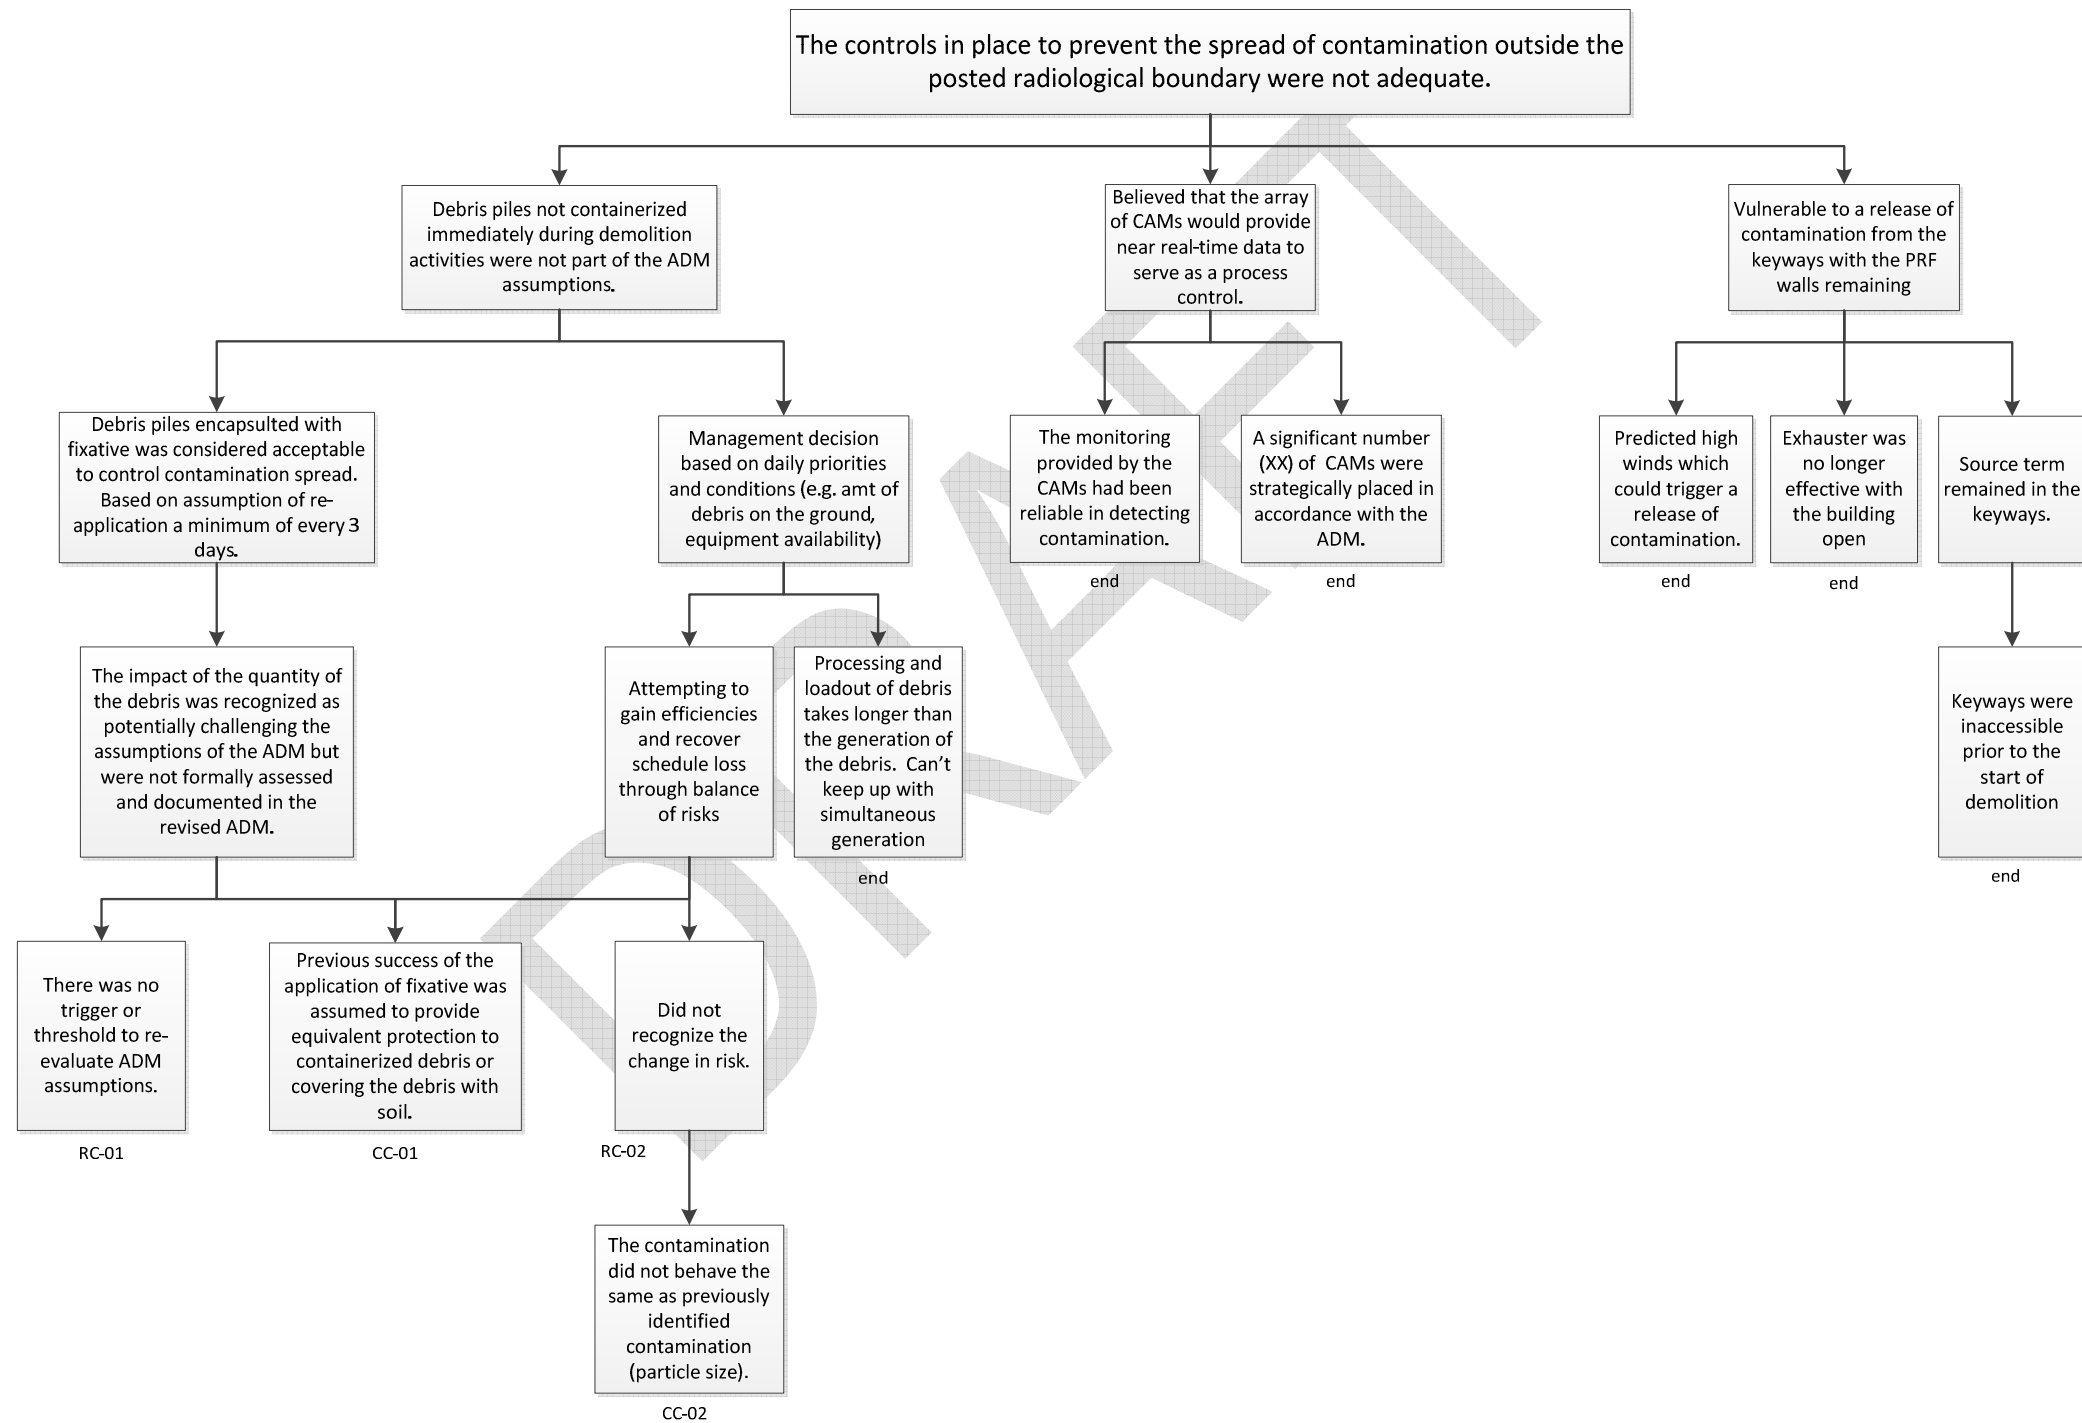 The controls in place to prevent the spread of contamination outside the
posted radiological boundary were not adequate.
Debris piles not containerized
immediately during demolition
activities were not part of the ADM
assumptions.
Believed that the array
of CAMs would provide
near real-time data to
serve as a process
control.
Vulnerable to a release of
contamination from the
keyways with the PRF
walls remaining
Debris piles encapsulted with
fixative was considered acceptable
to control contamination spread.
Based on assumption of re-
application a minimum of every 3
days.
Management decision
based on daily priorities
and conditions (e.g. amt of
debris on the ground,
equipment availability)
The monitoring
provided by the
CAMs had been
reliable in detecting
contamination.
end
A significant number
(XX) of CAMs were
strategically placed in
accordance with the
ADM.
end
Predicted high
winds which
could trigger a
release of
contamination.
end
Exhauster was
no longer
effective with
the building
open
end
Source term
remained in the
keyways.
The impact of the quantity of
the debris was recognized as
potentially challenging the
assumptions of the ADM but
were not formally assessed
and documented in the
revised ADM.
Attempting to
gain efficiencies
and recover
schedule loss
through balance
of risks
Processing and
loadout of debris
takes longer than
the generation of
the debris. Can't
keep up with
simultaneous
generation
end
Keyways were
inaccessible
prior to the
start of
demolition
end
There was no
trigger or
threshold to re-
evaluate ADM
assumptions.
RC-01
Previous success of the
application of fixative was
assumed to provide
equivalent protection to
containerized debris or
covering the debris with
soil.
CC-01
Did not
recognize the
change in risk.
RC-02
The contamination
did not behave the
same as previously
identified
contamination
(particle size).
CC-02
DRAFT